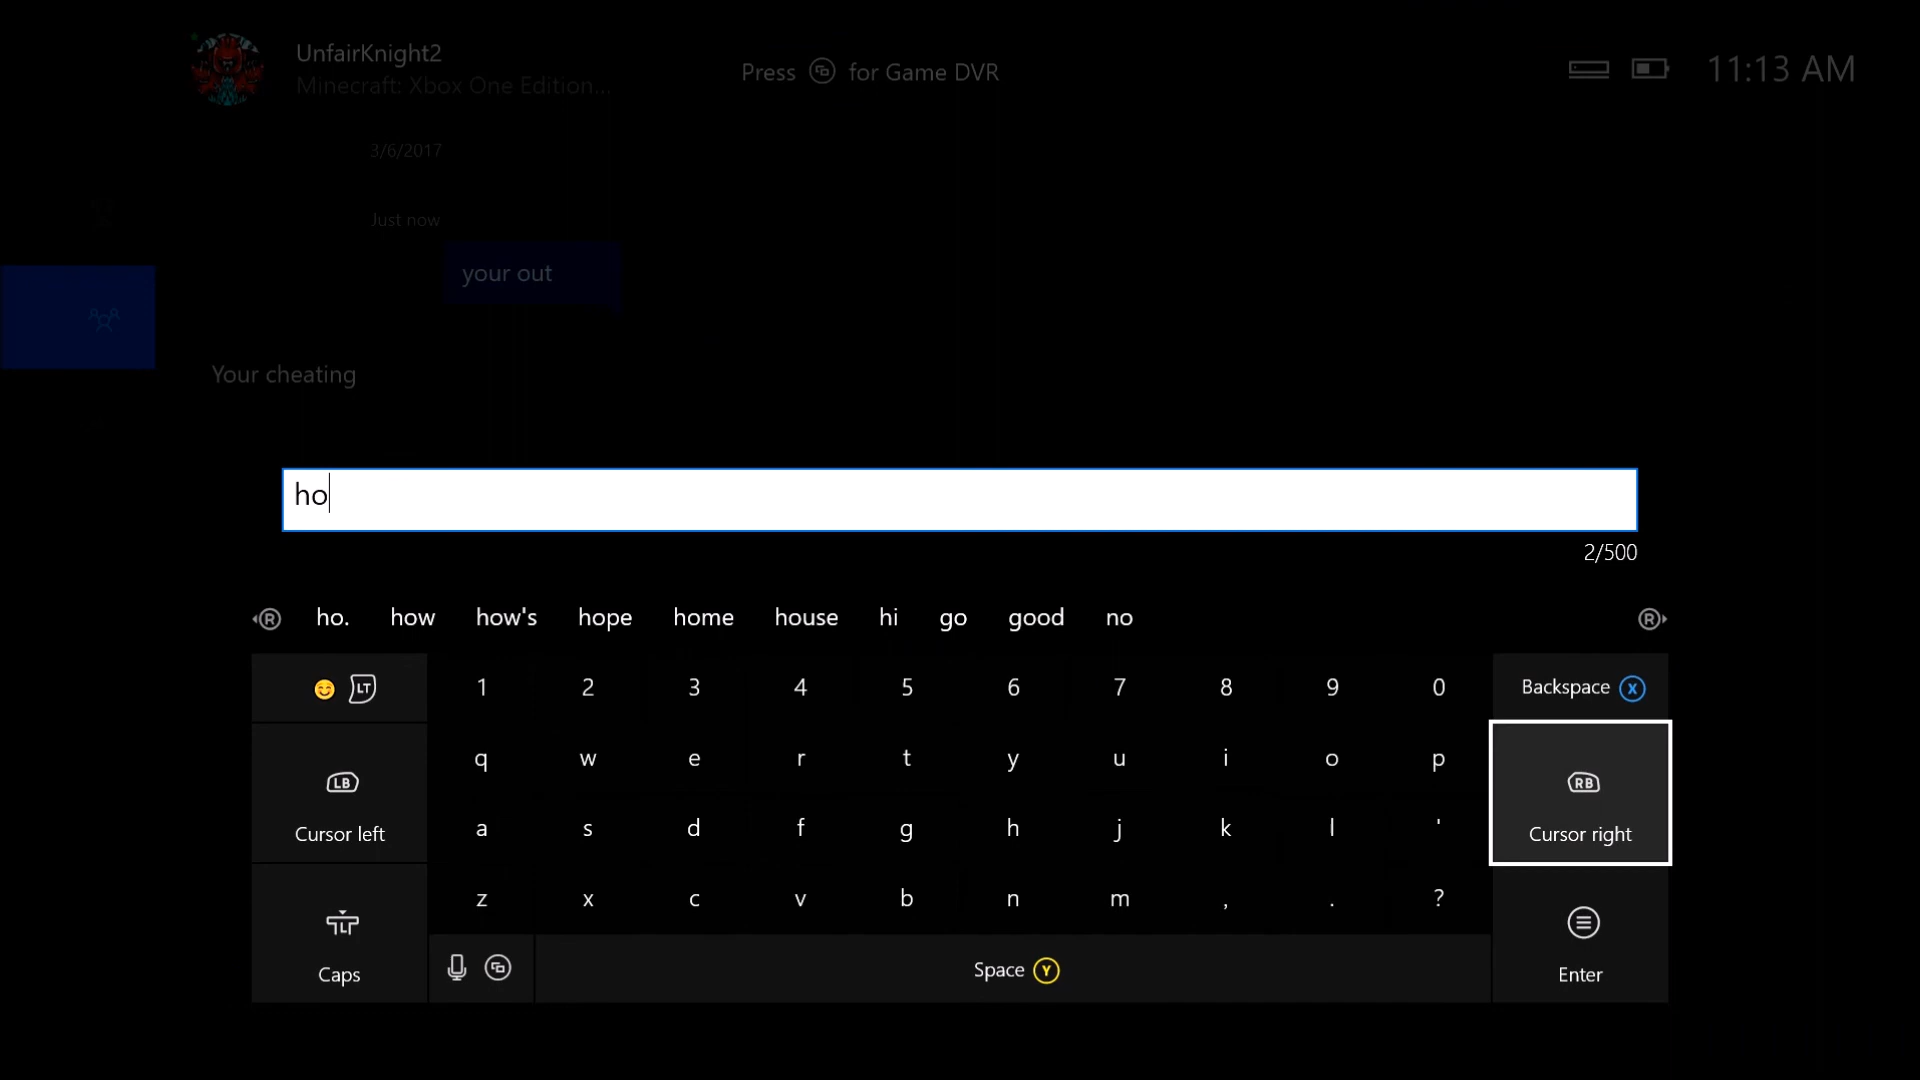 UnfairKnight2
Minecraft: Xbox One Edition...
Press for Game DVR
11:13 AM
3/6/2017
Just now
your out
Your cheating
ho
2/500
R ho. how how's hope home house hi go good no R
LT 1 2 3 4 5 6 7 8 9 0 Backspace X
q w e r t y u i o p
LB RB
Cursor left a s d f g h j k l ' Cursor right
z x c v b n m , . ?
Caps Space Y Enter